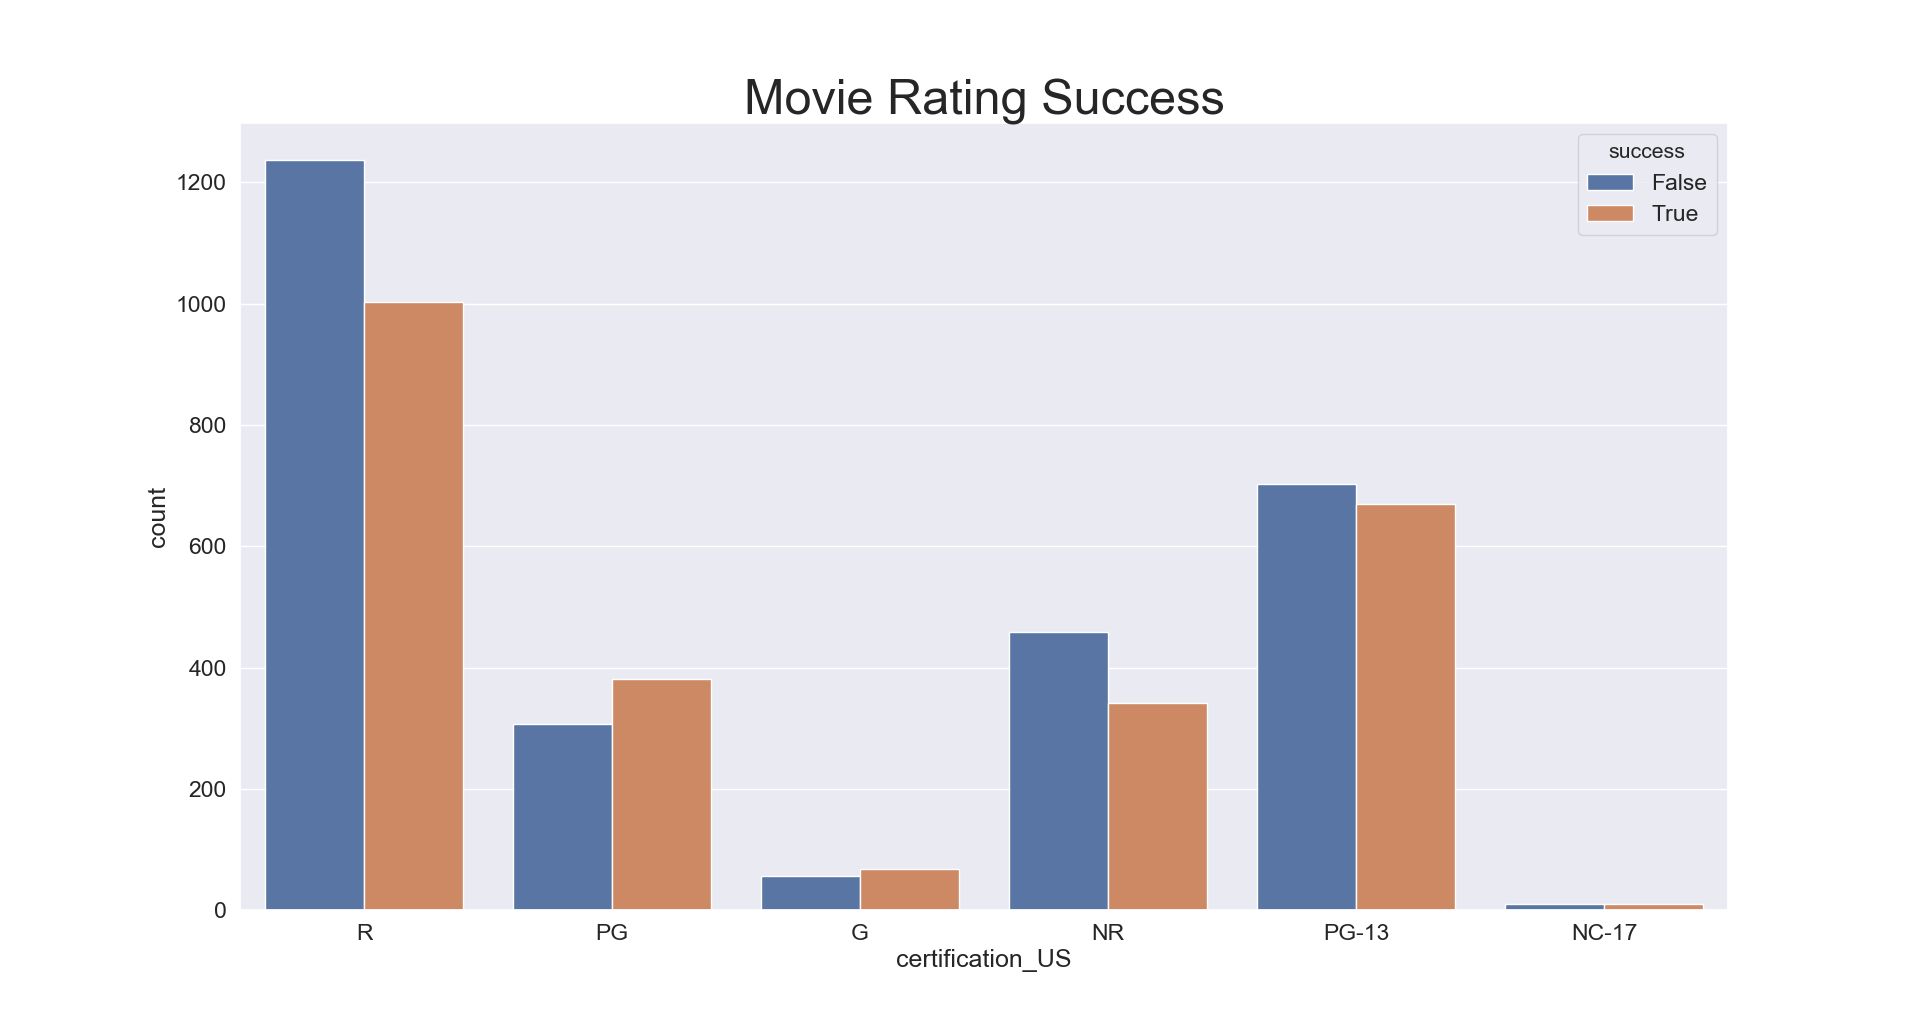 Movie Rating Success
success
False
True
1200
1000
800
600
400
200
0
count
R PG G NR PG-13 NC-17
certification_US